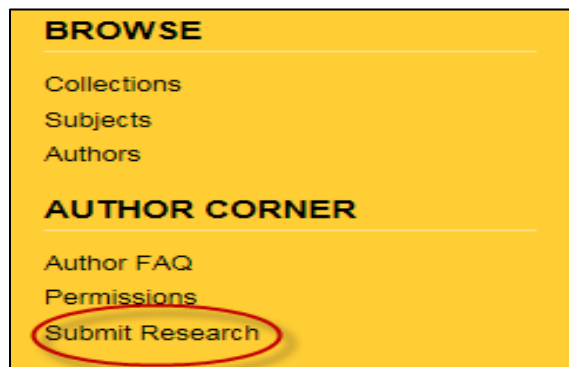 BROWSE
Collections
Subjects
Authors
AUTHOR CORNER
Author FAQ
Permissions
Submit Research